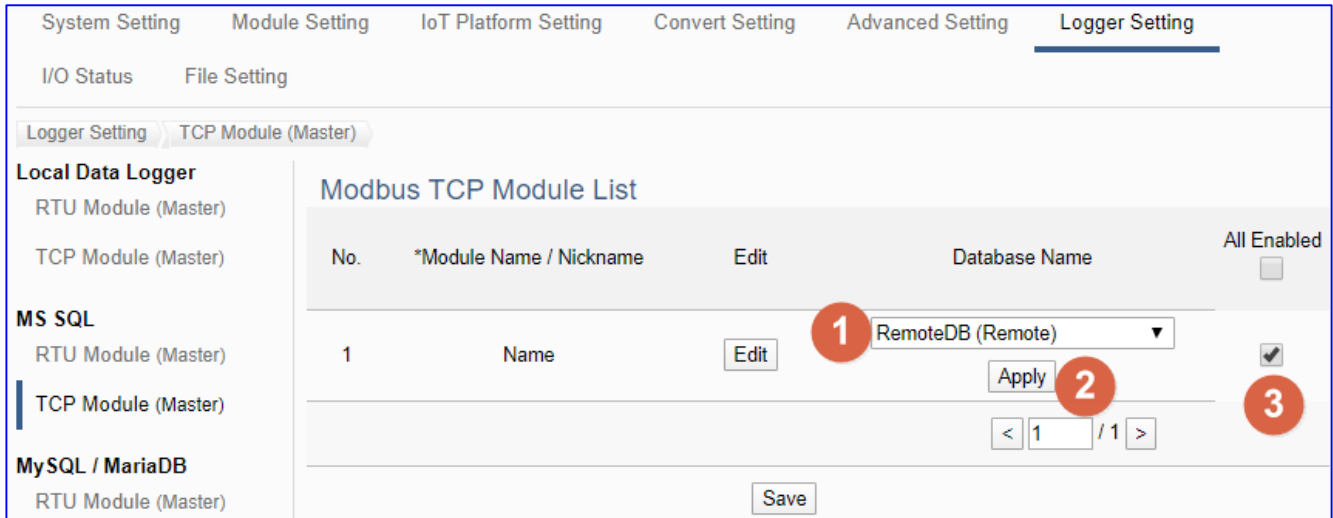 System Setting Module Setting IoT Platform Setting Convert Setting Advanced Setting Logger Setting
I/O Status File Setting
Logger Setting TCP Module (Master)
Local Data Logger
RTU Module (Master)
TCP Module (Master)
MS SQL
RTU Module (Master)
TCP Module (Master)
MySQL / MariaDB
RTU Module (Master)
Modbus TCP Module List
No. *Module Name / Nickname Edit Database Name All Enabled
1 Name Edit 1 RemoteDB (Remote) ▼
Apply 2 3
< 1 / 1 >
Save